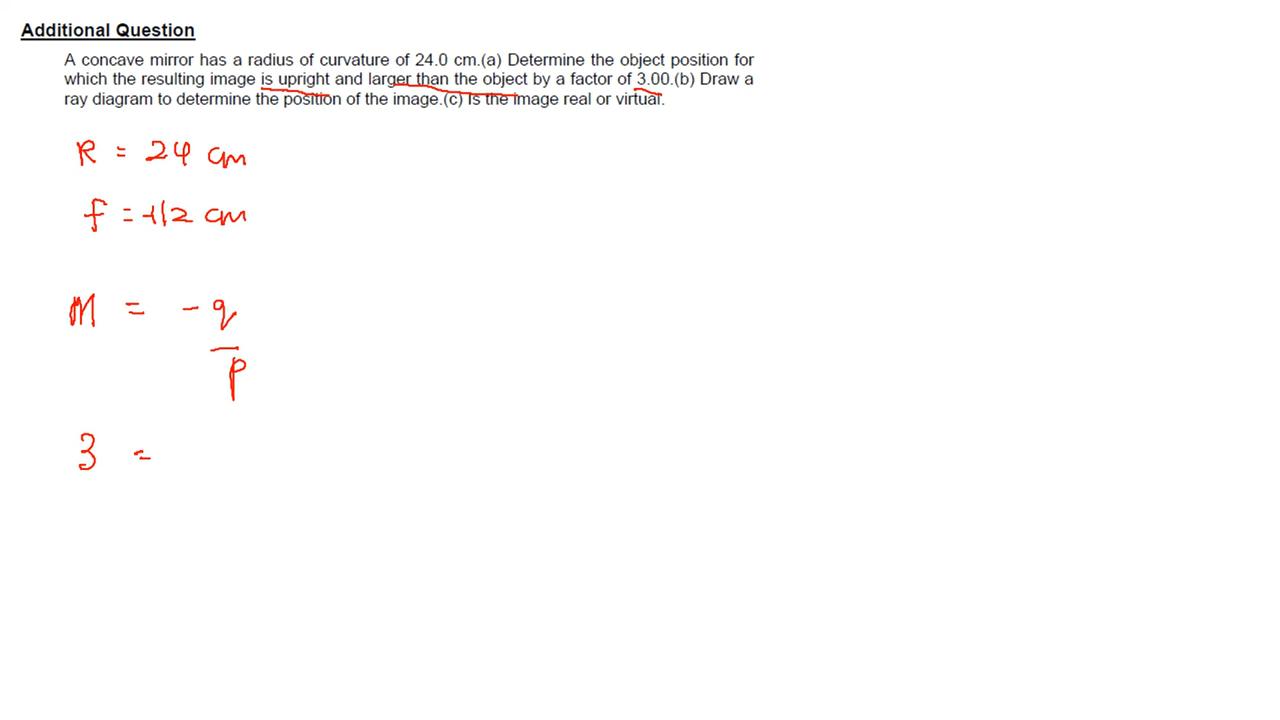 Additional Question
A concave mirror has a radius of curvature of 24.0 cm.(a) Determine the object position for
which the resulting image is upright and larger than the object by a factor of 3.00.(b) Draw a
ray diagram to determine the position of the image.(c) Is the image real or virtual.
R = 24 cm
f = +12 cm
M = - q
p
3 =